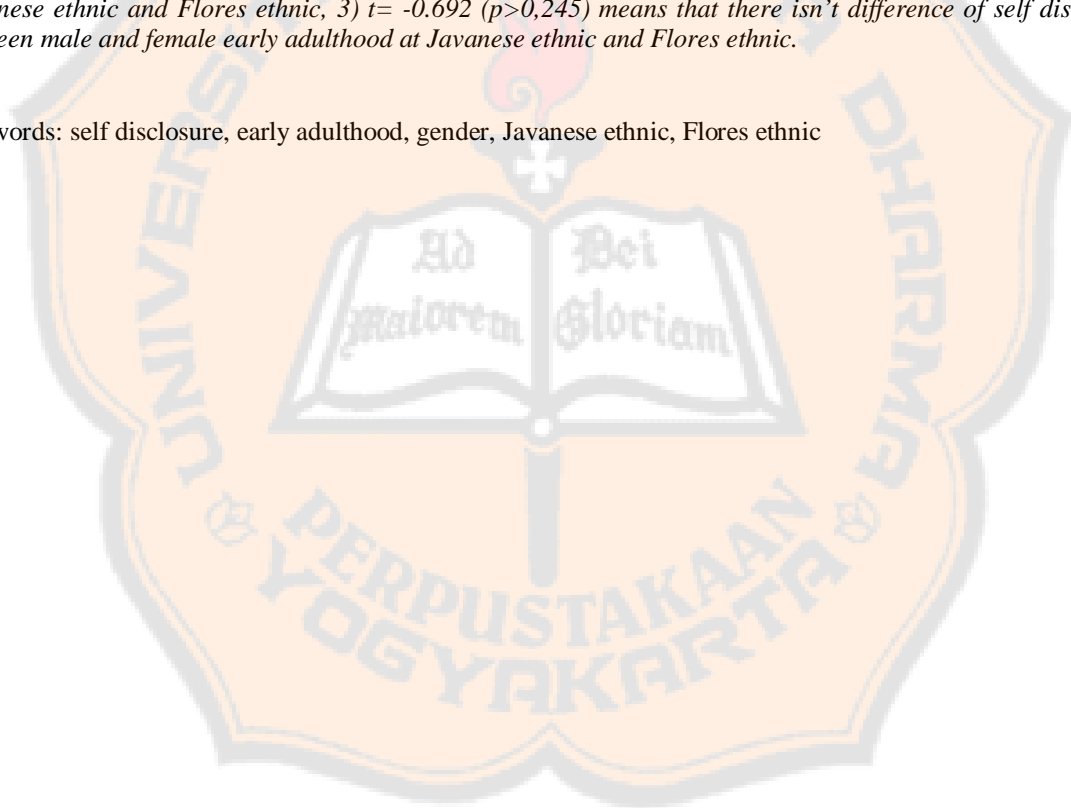 nese ethnic and Flores ethnic, 3) t= -0.692 (p>0,245) means that there isn’t difference of self dis
een male and female early adulthood at Javanese ethnic and Flores ethnic.
words: self disclosure, early adulthood, gender, Javanese ethnic, Flores ethnic
Ad Dei
maiorem Gloriam
DHARMA
PERPUSTAKAAN
YOGYAKARTA